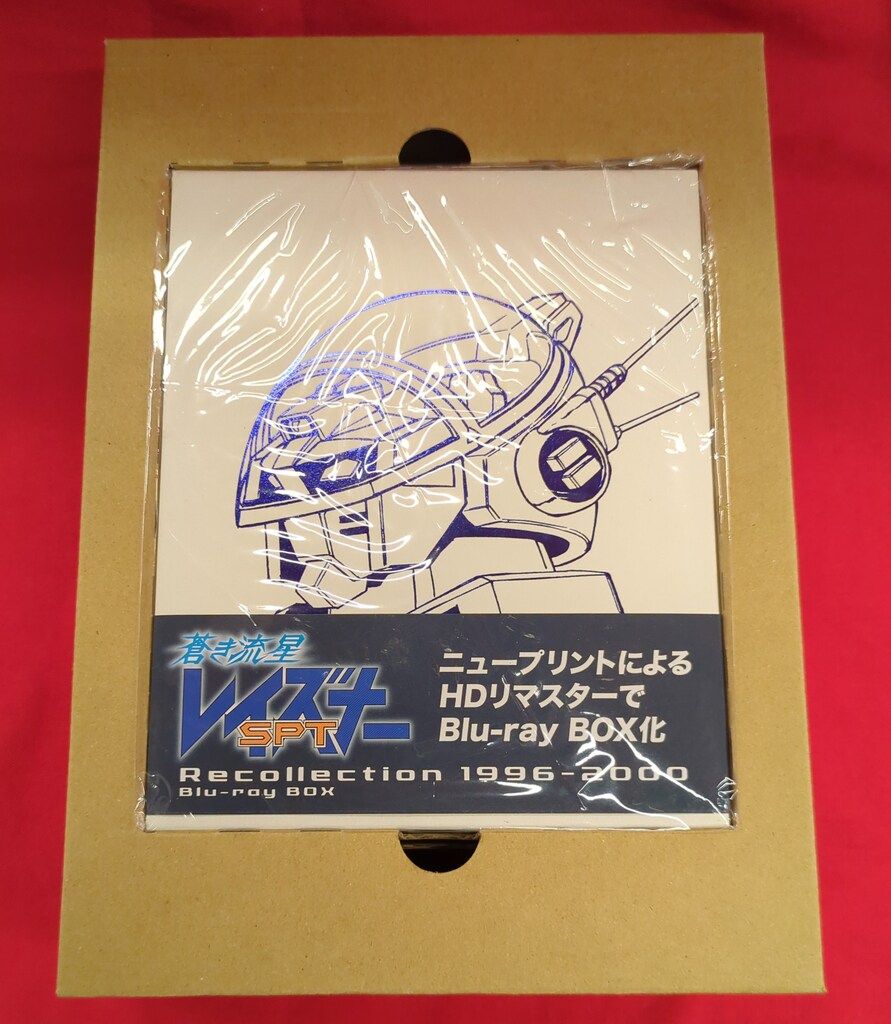 蒼き流星
レイズナー
SPT
ニュープリントによる
HDリマスターで
Blu-ray BOX化
Recollection 1996-2000
Blu-ray BOX